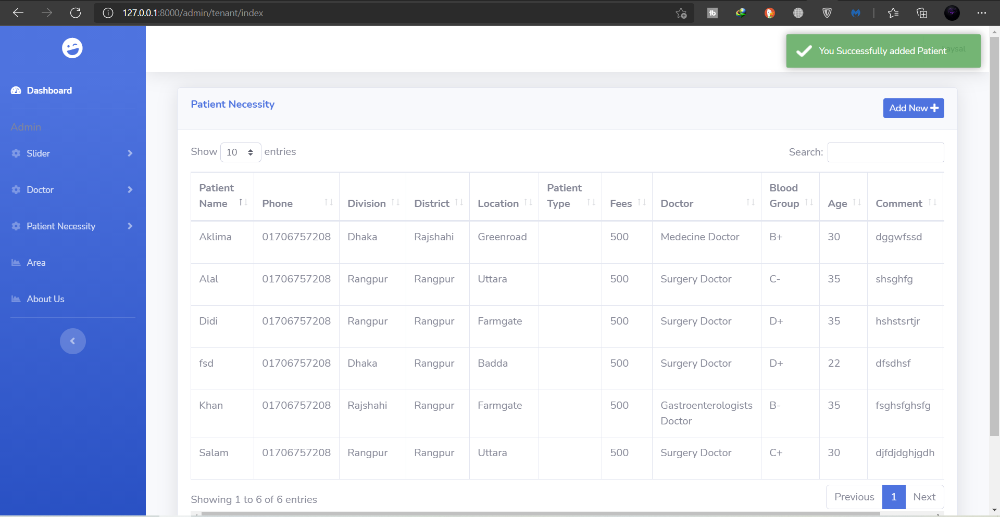 127.0.0.1:8000/admin/tenant/index
You Successfully added Patient
Faysal
Dashboard
Admin
Slider
Doctor
Patient Necessity
Area
About Us
Patient Necessity
Add New
Show 10 entries
Search:
Patient Name Phone Division District Location Patient Type Fees Doctor Blood Group Age Comment
Aklima 01706757208 Dhaka Rajshahi Greenroad 500 Medecine Doctor B+ 30 dggwfssd
Alal 01706757208 Rangpur Rangpur Uttara 500 Surgery Doctor C- 35 shsghfg
Didi 01706757208 Rangpur Rangpur Farmgate 500 Surgery Doctor D+ 35 hshstsrtjr
fsd 01706757208 Dhaka Rangpur Badda 500 Surgery Doctor D+ 22 dfsdhsf
Khan 01706757208 Rajshahi Rangpur Farmgate 500 Gastroenterologists Doctor B- 35 fsghsfghsfg
Salam 01706757208 Rangpur Rangpur Uttara 500 Surgery Doctor C+ 30 djfdjdghjgdh
Showing 1 to 6 of 6 entries
Previous 1 Next